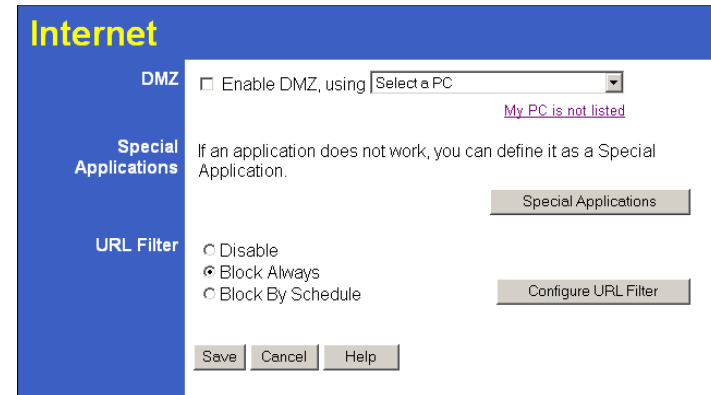 Internet
DMZ
Enable DMZ, using Select a PC
My PC is not listed
Special
Applications
If an application does not work, you can define it as a Special
Application.
Special Applications
URL Filter
Disable
Block Always
Block By Schedule
Configure URL Filter
Save Cancel Help